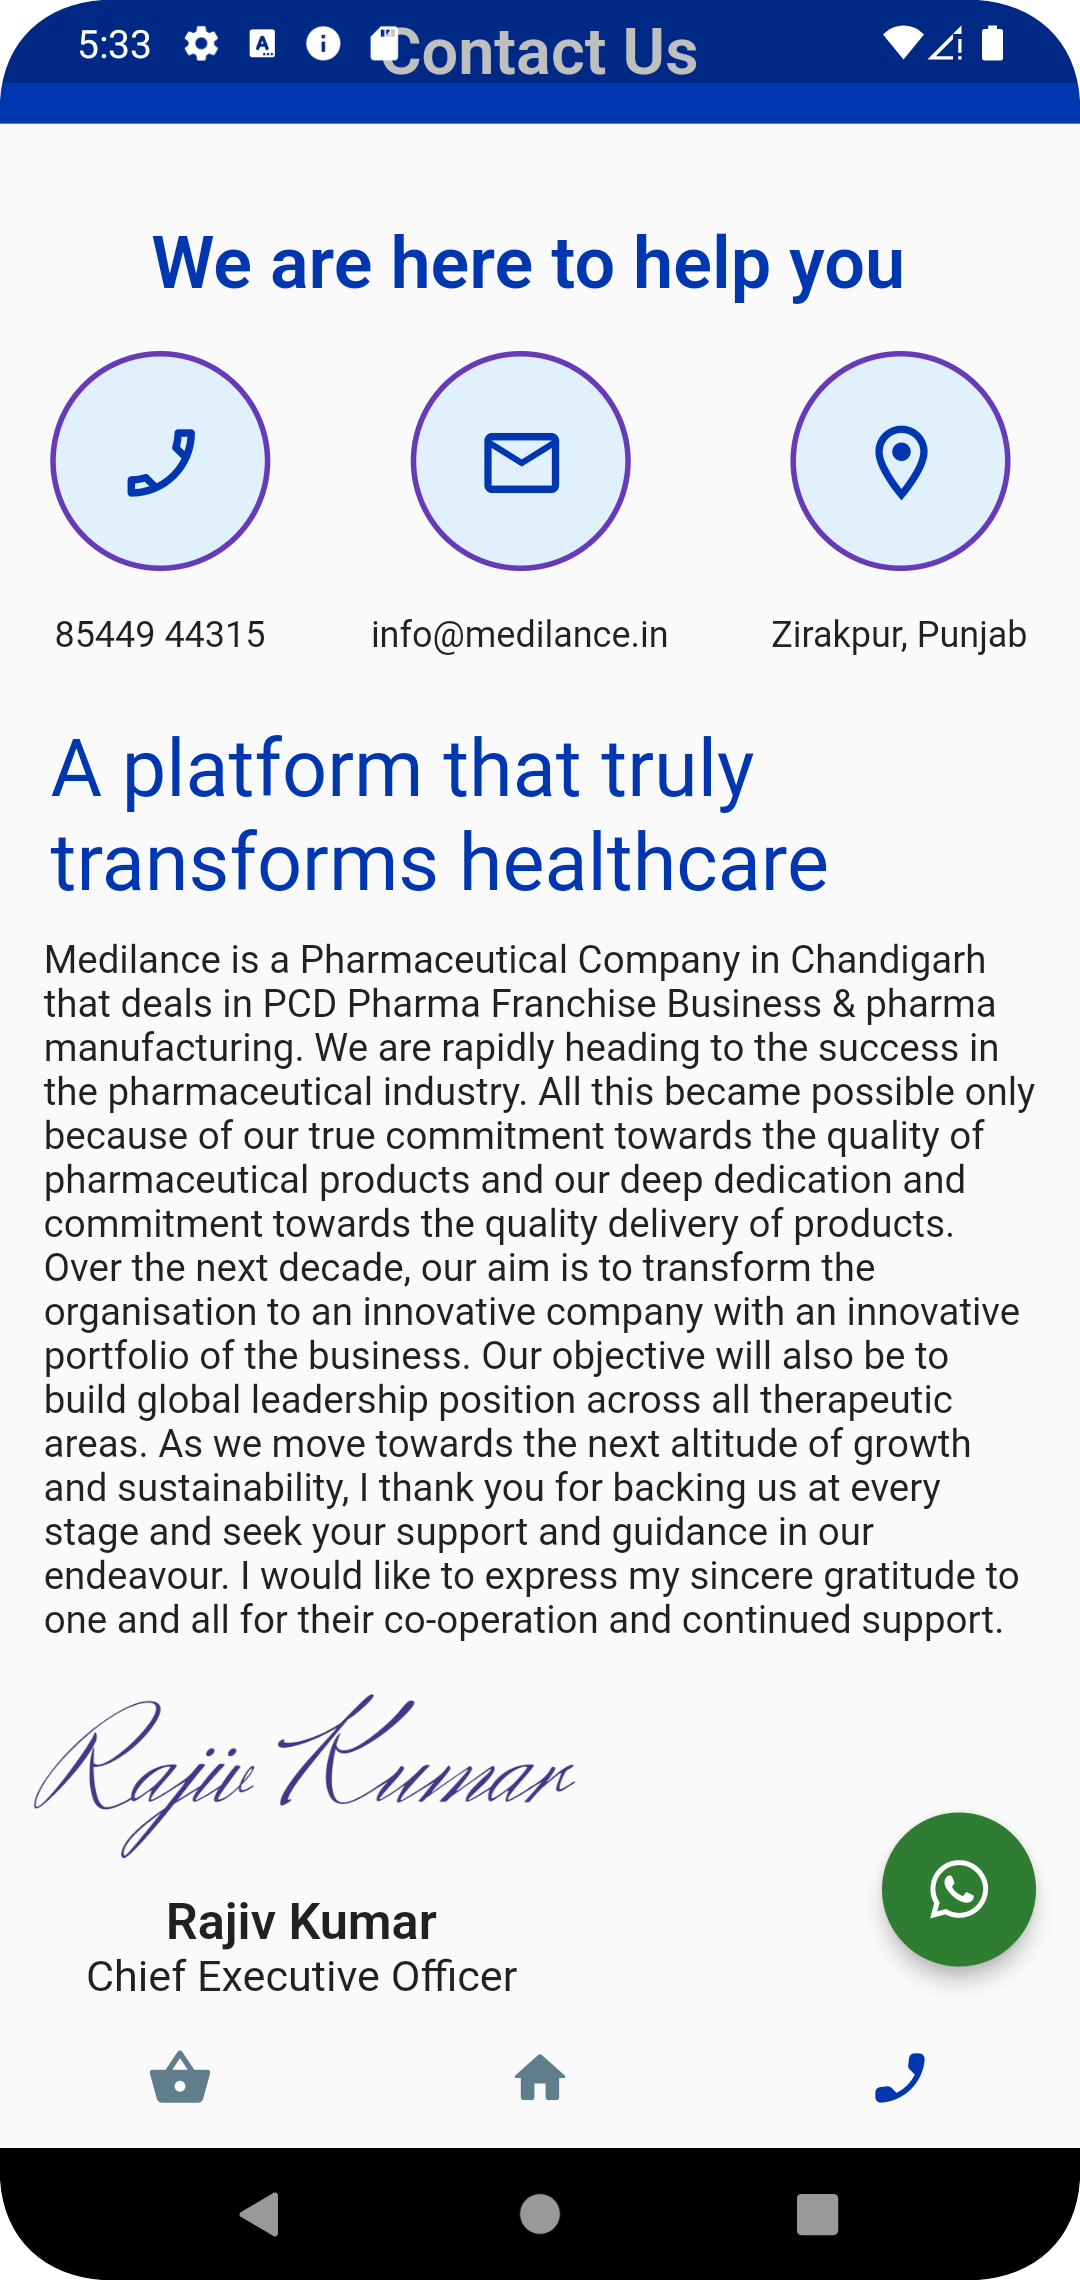 5:33
Contact Us
We are here to help you
85449 44315
info@medilance.in
Zirakpur, Punjab
A platform that truly
transforms healthcare
Medilance is a Pharmaceutical Company in Chandigarh
that deals in PCD Pharma Franchise Business & pharma
manufacturing. We are rapidly heading to the success in
the pharmaceutical industry. All this became possible only
because of our true commitment towards the quality of
pharmaceutical products and our deep dedication and
commitment towards the quality delivery of products.
Over the next decade, our aim is to transform the
organisation to an innovative company with an innovative
portfolio of the business. Our objective will also be to
build global leadership position across all therapeutic
areas. As we move towards the next altitude of growth
and sustainability, I thank you for backing us at every
stage and seek your support and guidance in our
endeavour. I would like to express my sincere gratitude to
one and all for their co-operation and continued support.
Rajiv Kumar
Rajiv Kumar
Chief Executive Officer